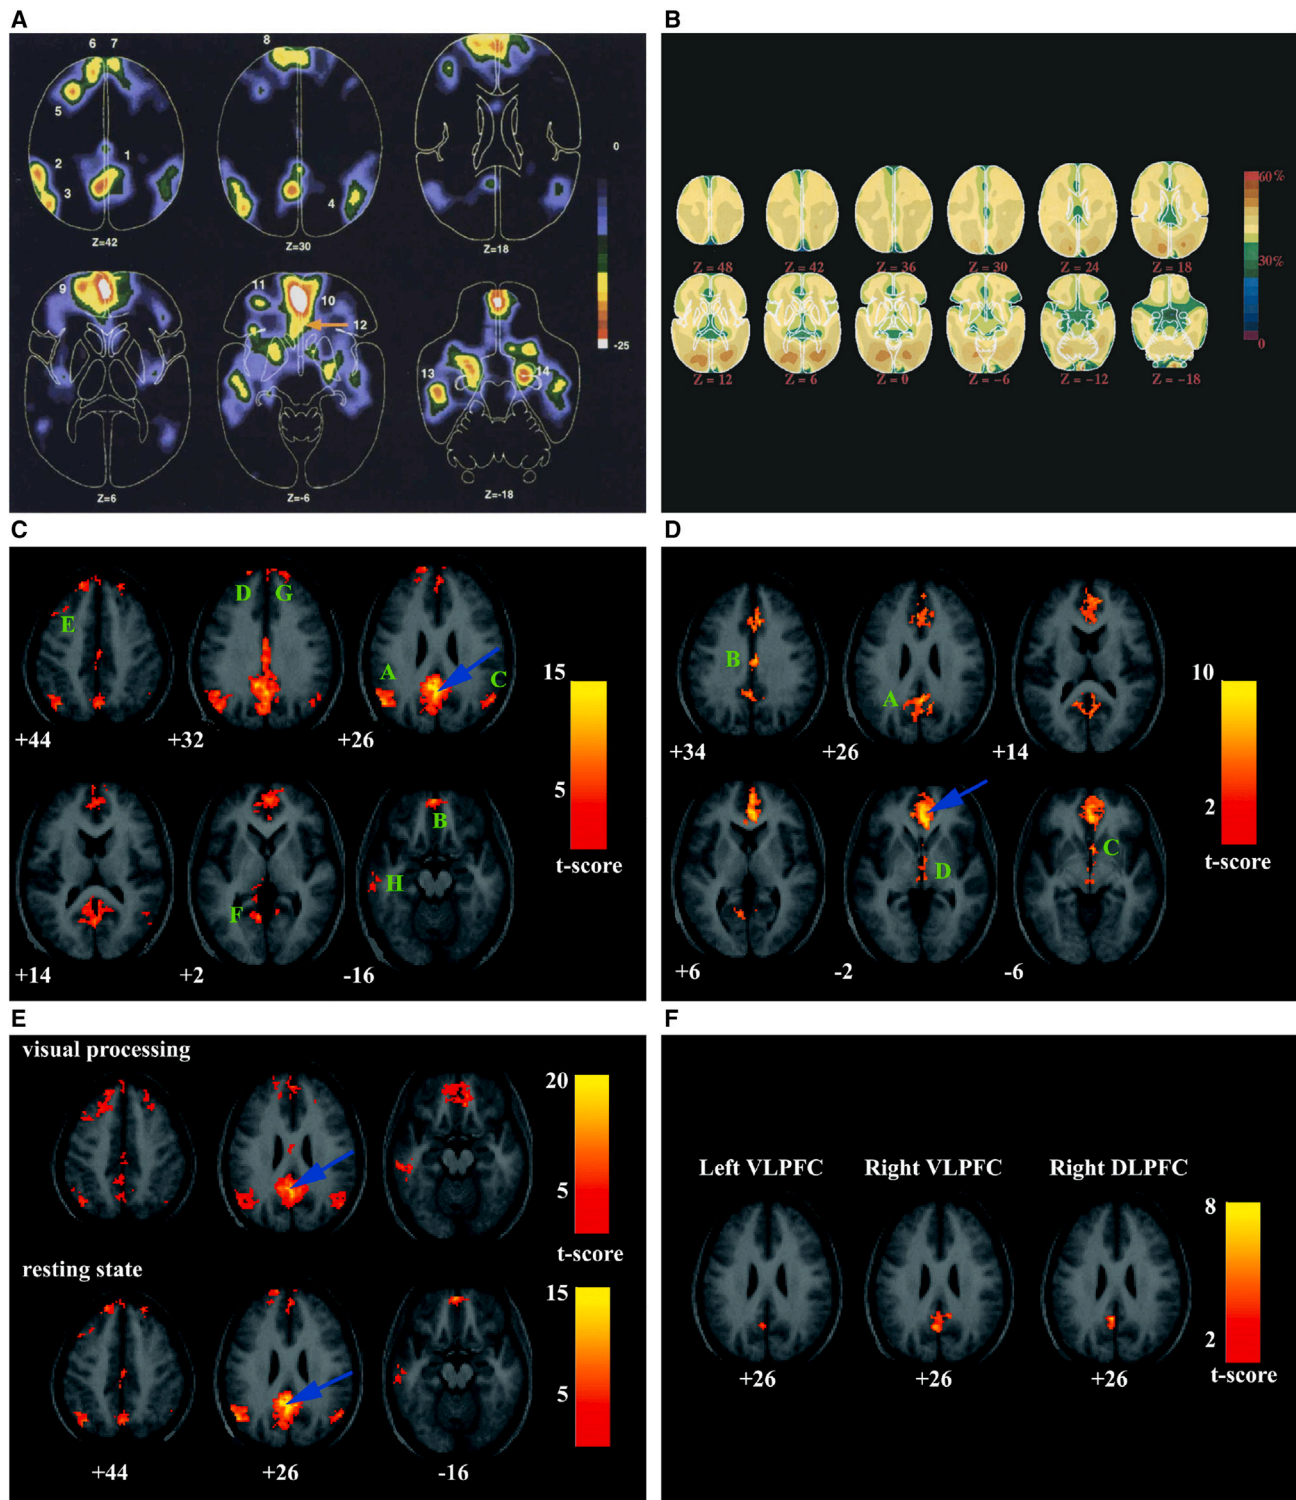 A
6 7
5
2
1
3
Z=42
8
4
Z=30
Z=18
0
-25
9
Z=6
11
10
12
Z=-6
13
14
Z=-18
B
Z = 48
Z = 42
Z = 36
Z = 30
Z = 24
Z = 18
Z = 12
Z = 6
Z = 0
Z = -6
Z = -12
Z = -18
60%
30%
0
C
E
+44
D G
+32
A
C
+26
+14
F
+2
B
H
-16
15
5
t-score
D
B
+34
A
+26
+14
+6
D
-2
C
-6
10
2
t-score
E
visual processing
20
5
t-score
resting state
15
5
+44
+26
-16
F
Left VLPFC
Right VLPFC
Right DLPFC
+26
+26
+26
8
2
t-score